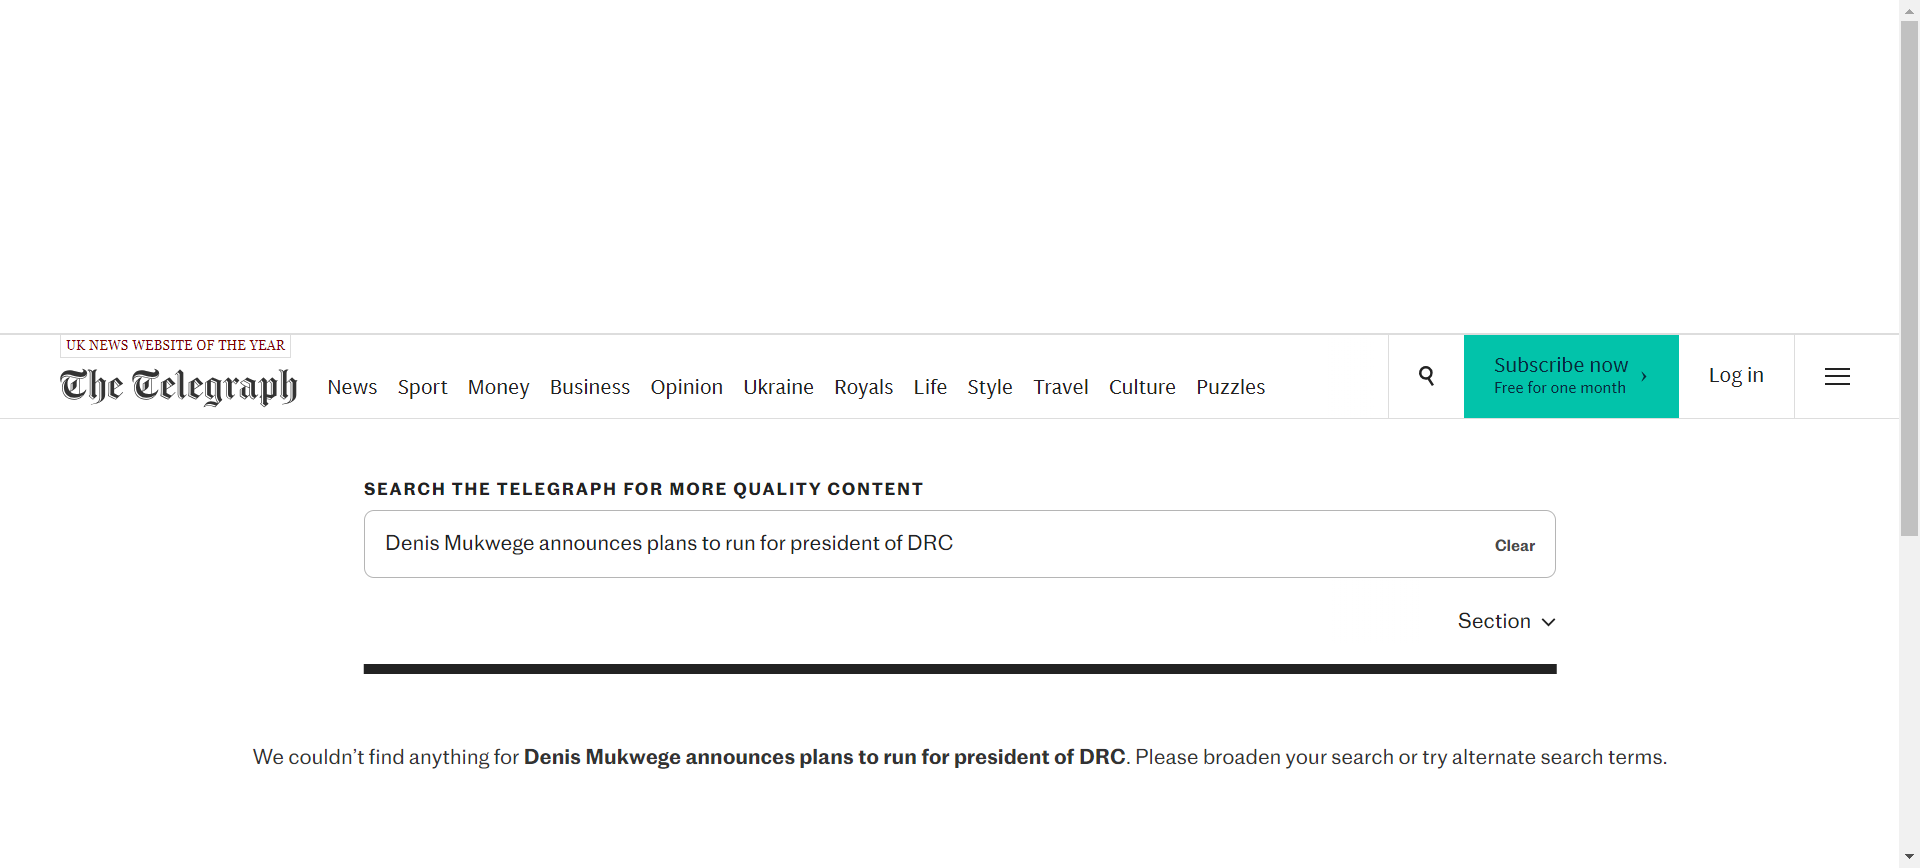 UK NEWS WEBSITE OF THE YEAR
The Telegraph
News Sport Money Business Opinion Ukraine Royals Life Style Travel Culture Puzzles
Subscribe now
Free for one month
Log in
SEARCH THE TELEGRAPH FOR MORE QUALITY CONTENT
Denis Mukwege announces plans to run for president of DRC
Clear
Section
We couldn’t find anything for Denis Mukwege announces plans to run for president of DRC. Please broaden your search or try alternate search terms.